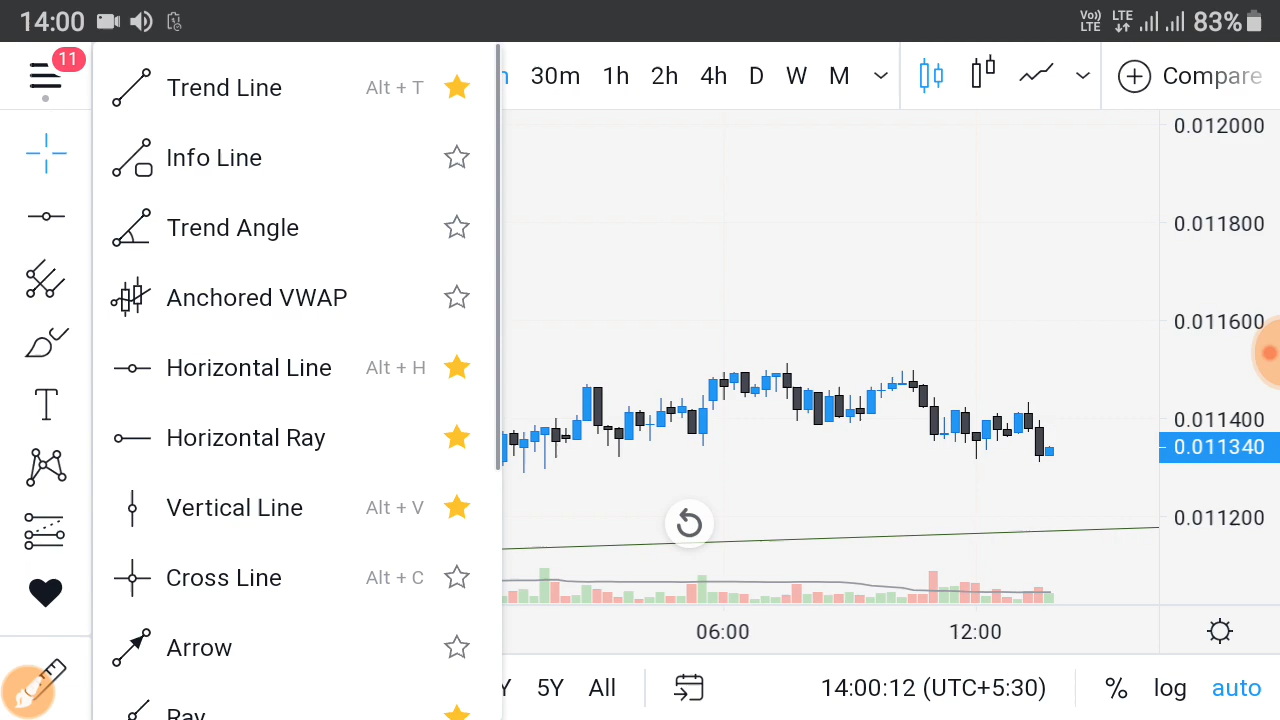 14:00 Vo)) LTE LTE 83%
11
Trend Line Alt + T
Info Line
Trend Angle
Anchored VWAP
Horizontal Line Alt + H
Horizontal Ray
Vertical Line Alt + V
Cross Line Alt + C
Arrow
Ray
30m 1h 2h 4h D W M Compare
0.012000
0.011800
0.011600
0.011400
0.011340
0.011200
06:00 12:00
Y 5Y All 14:00:12 (UTC+5:30) % log auto
T